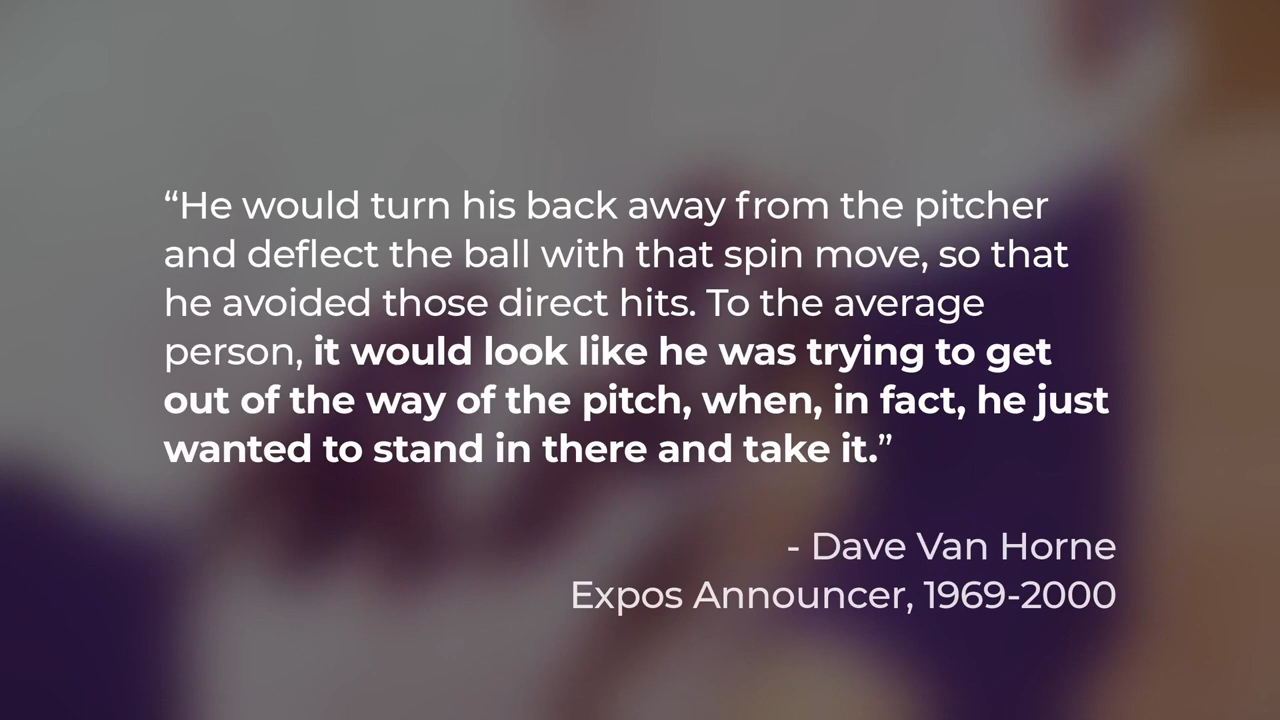 “He would turn his back away from the pitcher
and deflect the ball with that spin move, so that
he avoided those direct hits. To the average
person, it would look like he was trying to get
out of the way of the pitch, when, in fact, he just
wanted to stand in there and take it.”
- Dave Van Horne
Expos Announcer, 1969-2000